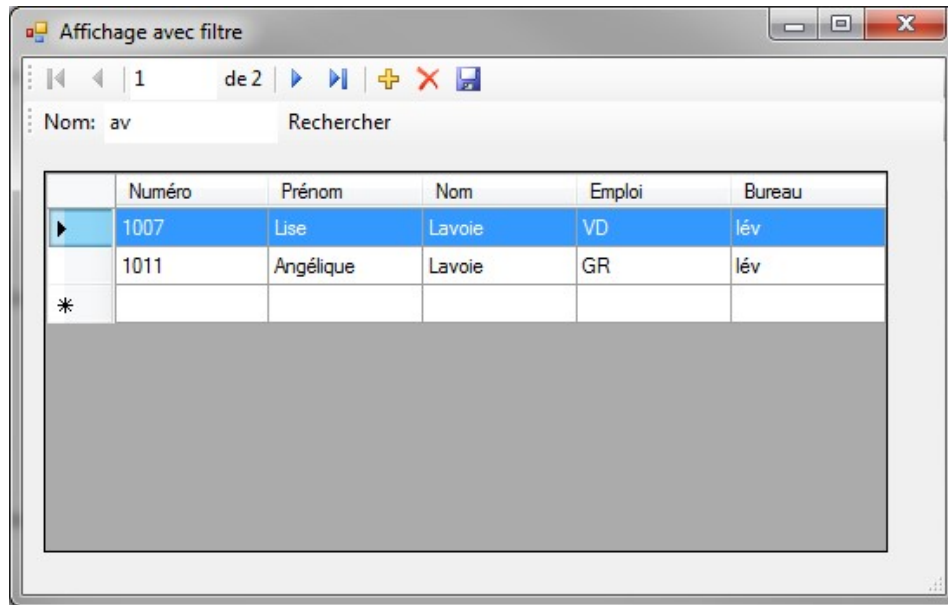 Affichage avec filtre
1 de 2
Nom: av Rechercher
Numéro Prénom Nom Emploi Bureau
1007 Lise Lavoie VD lév
1011 Angélique Lavoie GR lév